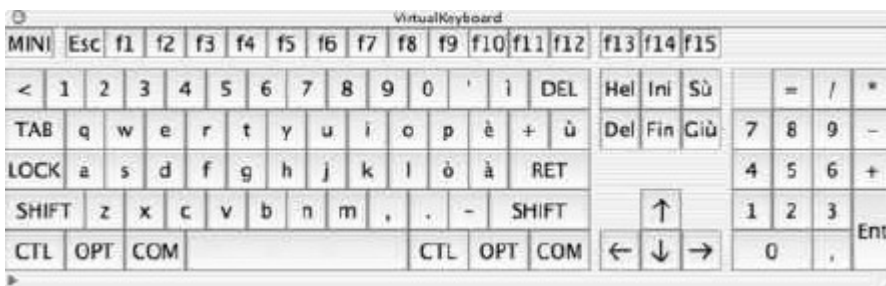 VirtualKeyboard
MINI Esc f1 f2 f3 f4 f5 f6 f7 f8 f9 f10 f11 f12 f13 f14 f15
< 1 2 3 4 5 6 7 8 9 0 ' ì DEL Hel Ini Sù = / *
TAB q w e r t y u i o p è + ù Del Fin Giù 7 8 9 -
LOCK a s d f g h j k l ò à RET 4 5 6 +
SHIFT z x c v b n m , . - SHIFT ↑ 1 2 3 Ent
CTL OPT COM CTL OPT COM ← ↓ → 0 ,